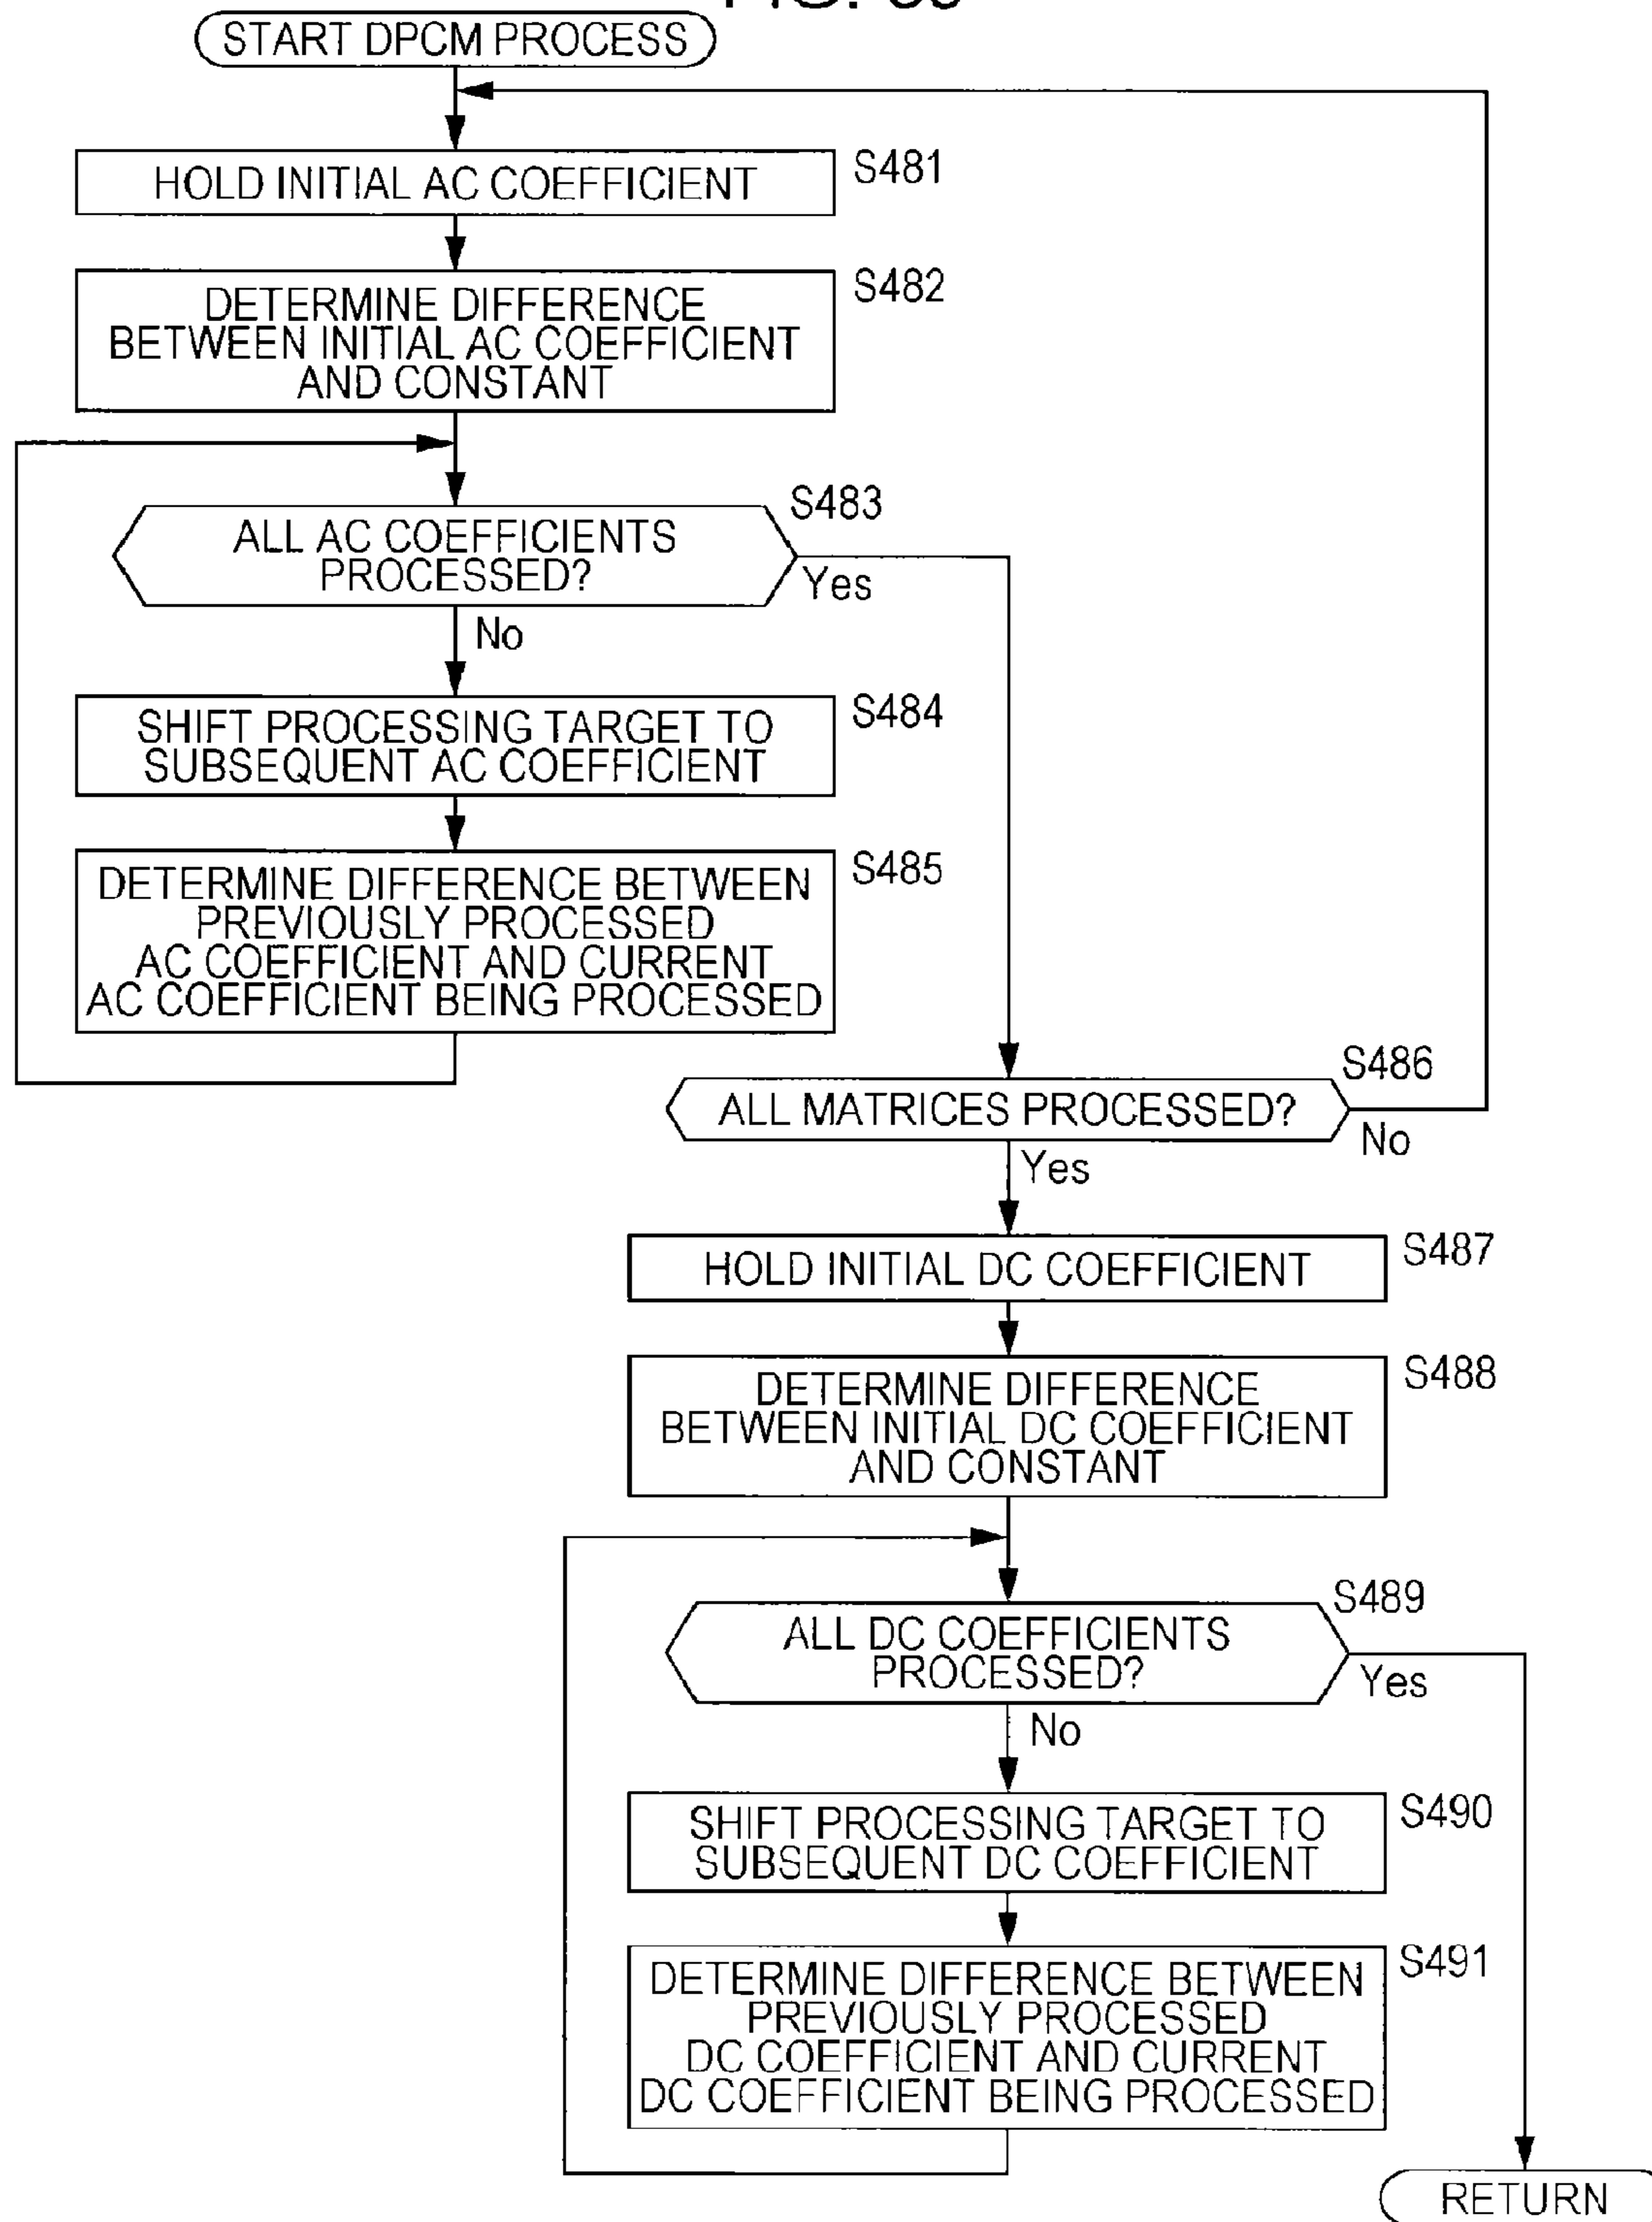 START DPCM PROCESS
HOLD INITIAL AC COEFFICIENT
S481
DETERMINE DIFFERENCE
BETWEEN INITIAL AC COEFFICIENT
AND CONSTANT
S482
ALL AC COEFFICIENTS
PROCESSED?
S483
Yes
No
SHIFT PROCESSING TARGET TO
SUBSEQUENT AC COEFFICIENT
S484
DETERMINE DIFFERENCE BETWEEN
PREVIOUSLY PROCESSED
AC COEFFICIENT AND CURRENT
AC COEFFICIENT BEING PROCESSED
S485
ALL MATRICES PROCESSED?
S486
No
Yes
HOLD INITIAL DC COEFFICIENT
S487
DETERMINE DIFFERENCE
BETWEEN INITIAL DC COEFFICIENT
AND CONSTANT
S488
ALL DC COEFFICIENTS
PROCESSED?
S489
Yes
No
SHIFT PROCESSING TARGET TO
SUBSEQUENT DC COEFFICIENT
S490
DETERMINE DIFFERENCE BETWEEN
PREVIOUSLY PROCESSED
DC COEFFICIENT AND CURRENT
DC COEFFICIENT BEING PROCESSED
S491
RETURN